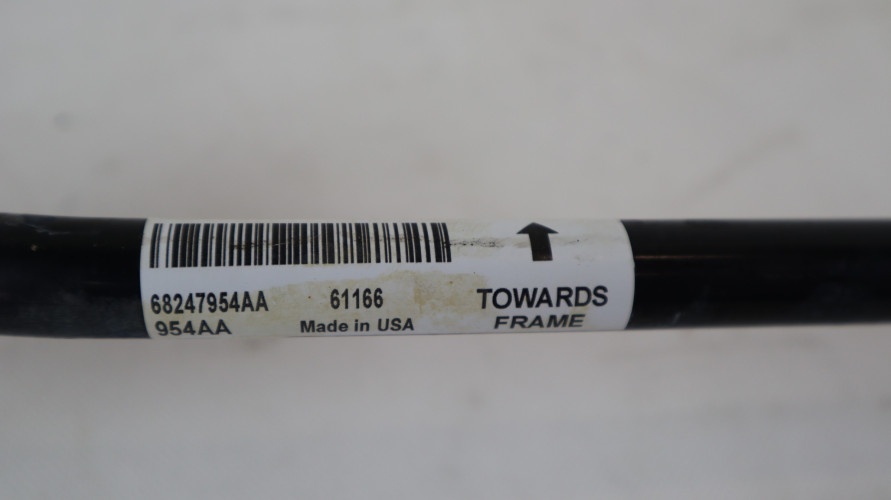 68247954AA 61166 TOWARDS
954AA Made in USA FRAME